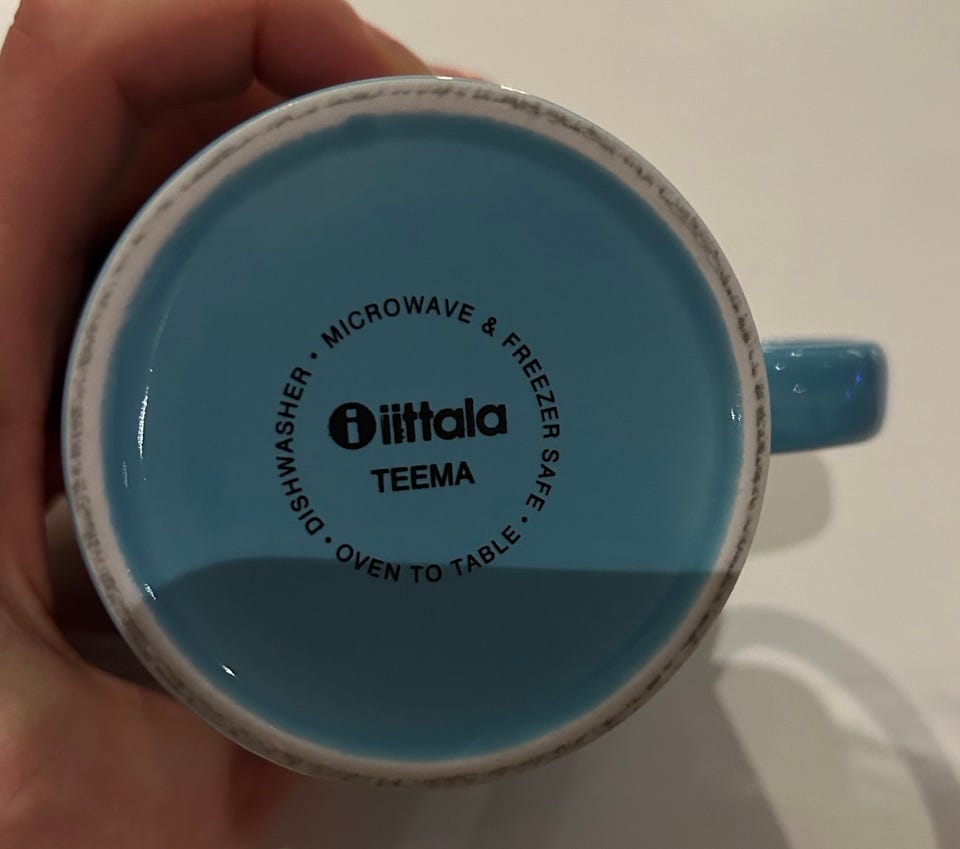 DISHWASHER • MICROWAVE & FREEZER SAFE • OVEN TO TABLE •
i iittala
TEEMA